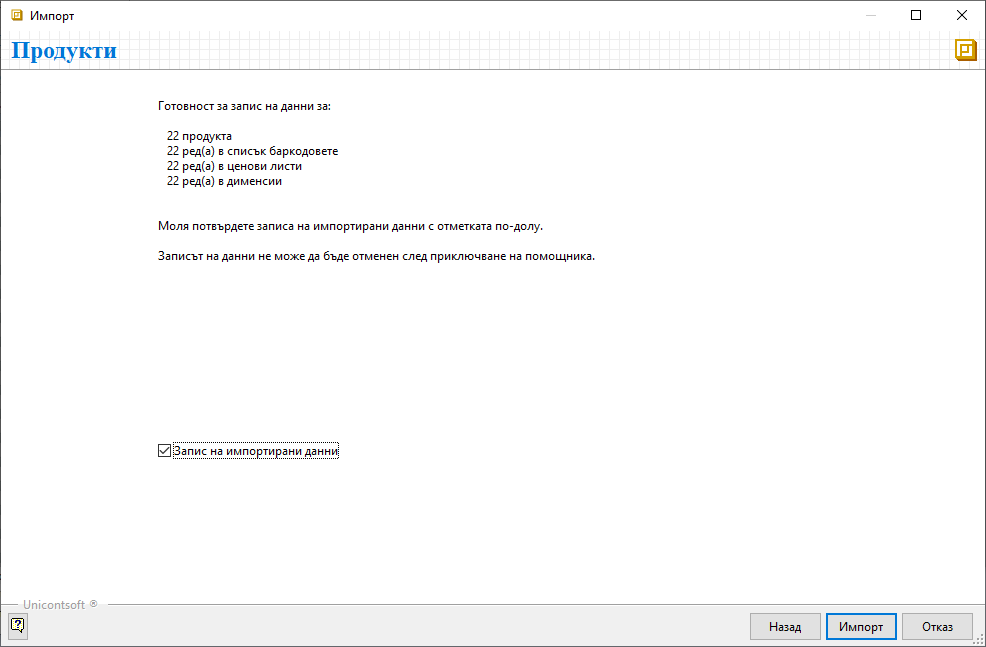 Импорт
Продукти
Готовност за запис на данни за:
22 продукта
22 ред(а) в списък баркодовете
22 ред(а) в ценови листи
22 ред(а) в дименсии
Моля потвърдете записа на импортирани данни с отметката по-долу.
Записът на данни не може да бъде отменен след приключване на помощника.
Запис на импортирани данни
Unicontsoft ®
Назад Импорт Отказ